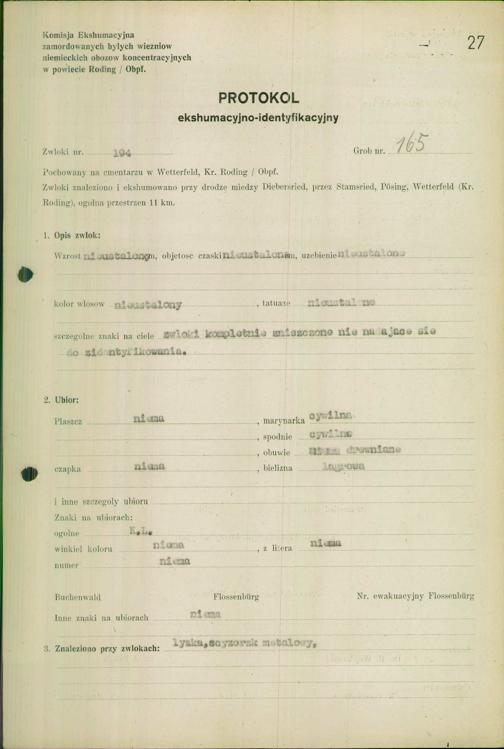 Komisja Ekshumacyjna
zamordowanych bylych wiezniow
niemieckich obozow koncentracyjnych
w powiecie Roding / Obpf.
27
PROTOKOL
ekshumacyjno-identyfikacyjny
Zwloki nr. 194 Grob nr. 165
Pochowany na cmentarzu w Wetterfeld, Kr. Roding / Obpf.
Zwloki znaleziono i ekshumowano przy drodze miedzy Diebersried, przez Stamsried, Pösing, Wetterfeld (Kr.
Roding), ogolna przestrzen 11 km.
1. Opis zwlok:
Wzrost nieustalony, objetosc czaski nieustalona, uzebienie nieustalone
kolor wlosow nieustalony , tatuaze nieustalone
szczegolne znaki na ciele zwloki kompletnie zniszczone nie nadajace sie
do zidentyfikowania.
2. Ubior:
Plaszcz niema , marynarka cywilna
, spodnie cywilne
, obuwie drewniane
czapka niema , bielizna lagrowa
i inne szczegoly ubioru
Znaki na ubiorach:
ogolne K.L.
winkiel koloru niema , z litera niema
numer niema
Buchenwald Flossenbürg Nr. ewakuacyjny Flossenbürg
Inne znaki na ubiorach niema
3. Znaleziono przy zwlokach: lyzka, scyzoryk metalowy,